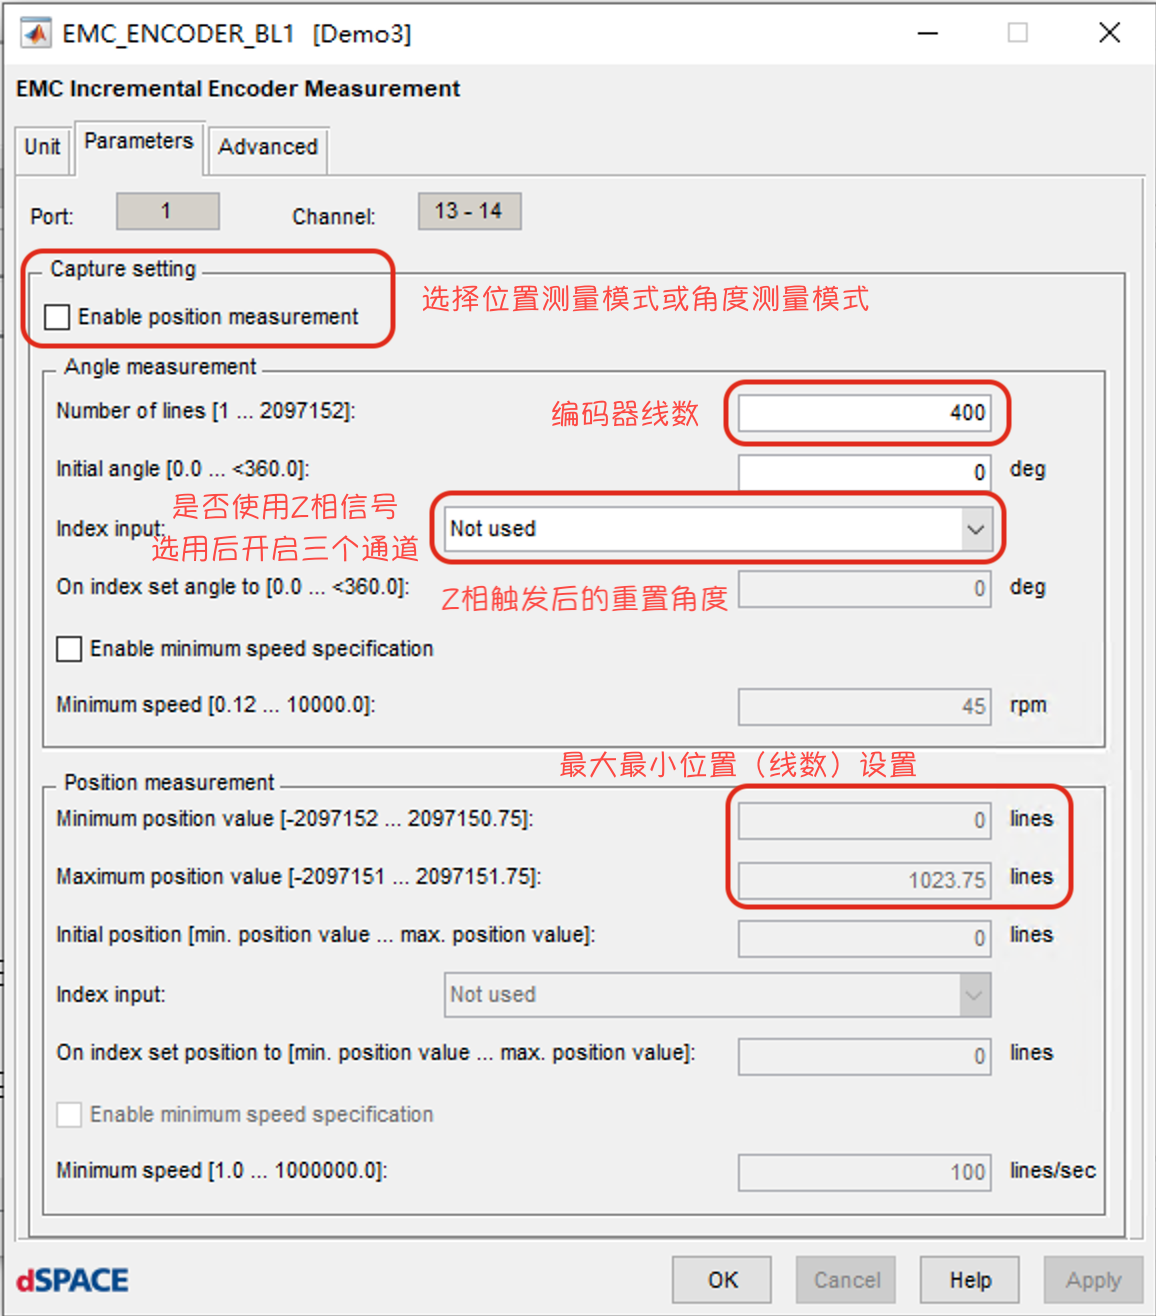 EMC_ENCODER_BL1 [Demo3]
EMC Incremental Encoder Measurement
Unit Parameters Advanced
Port: 1 Channel: 13 - 14
Capture setting
Enable position measurement
选择位置测量模式或角度测量模式
Angle measurement
Number of lines [1 ... 2097152]: 编码器线数 400
Initial angle [0.0 ... <360.0]: 0 deg
是否使用Z相信号
Index input: Not used
选用后开启三个通道
On index set angle to [0.0 ... <360.0]: Z相触发后的重置角度 0 deg
Enable minimum speed specification
Minimum speed [0.12 ... 10000.0]: 45 rpm
最大最小位置（线数）设置
Position measurement
Minimum position value [-2097152 ... 2097150.75]: 0 lines
Maximum position value [-2097151 ... 2097151.75]: 1023.75 lines
Initial position [min. position value ... max. position value]: 0 lines
Index input: Not used
On index set position to [min. position value ... max. position value]: 0 lines
Enable minimum speed specification
Minimum speed [1.0 ... 1000000.0]: 100 lines/sec
dSPACE OK Cancel Help Apply